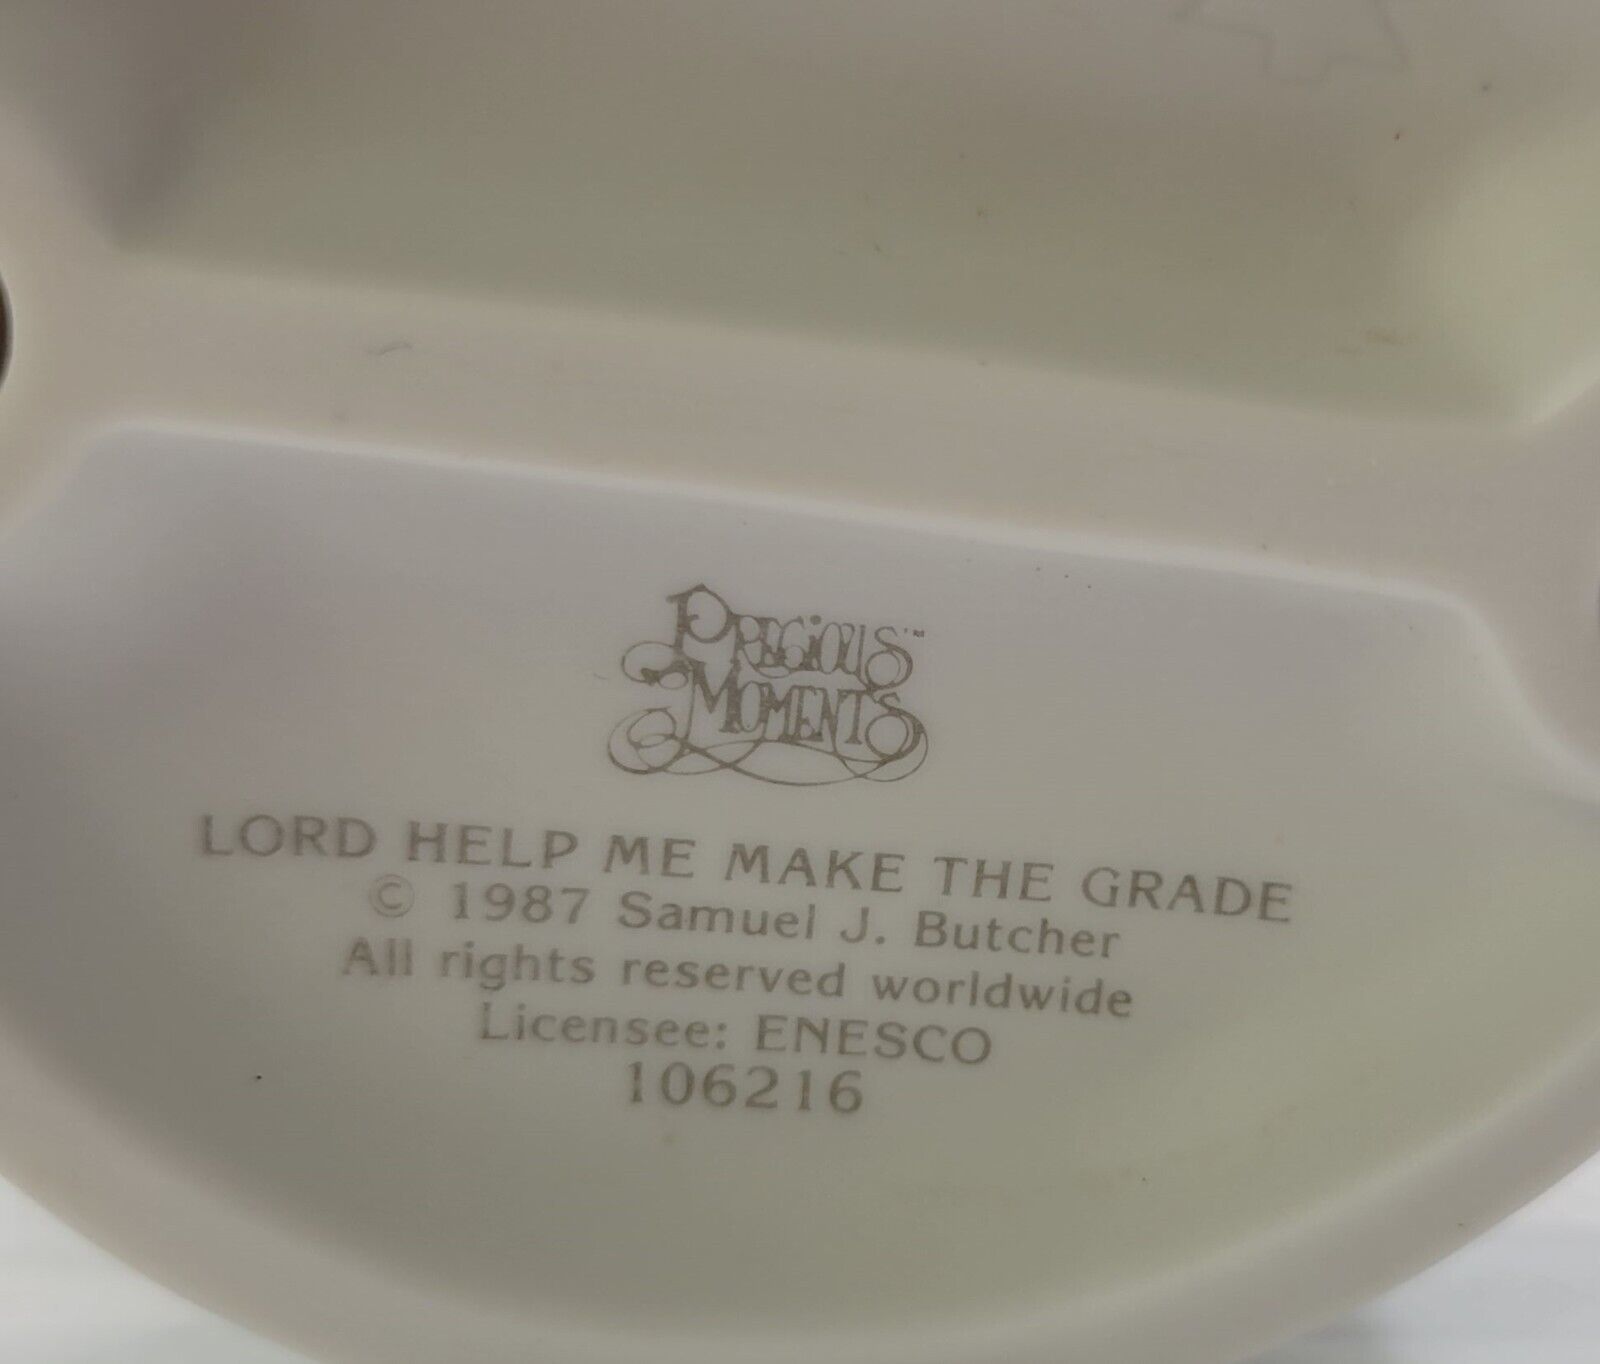 PRECIOUS™
MOMENTS
LORD HELP ME MAKE THE GRADE
© 1987 Samuel J. Butcher
All rights reserved worldwide
Licensee: ENESCO
106216